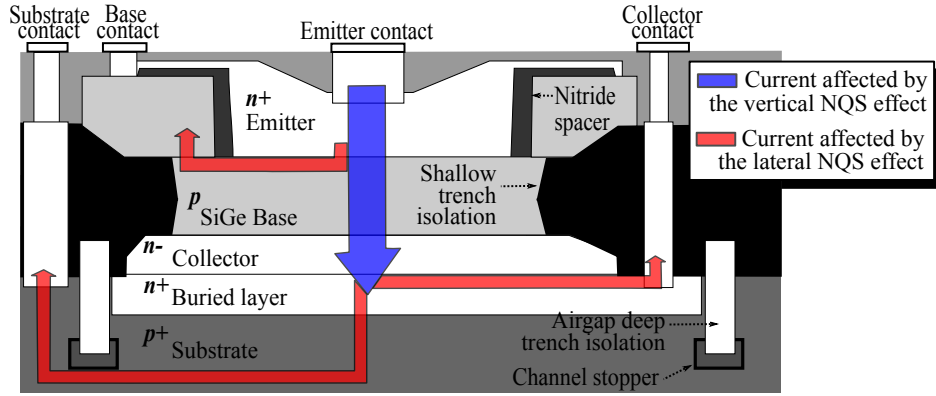 Substrate
contact
Base
contact
Emitter contact
Collector
contact
n+
Emitter
Nitride
spacer
Current affected by
the vertical NQS effect
Current affected by
the lateral NQS effect
p
SiGe Base
Shallow
trench
isolation
n-
Collector
n+
Buried layer
p+
Substrate
Airgap deep
trench isolation
Channel stopper